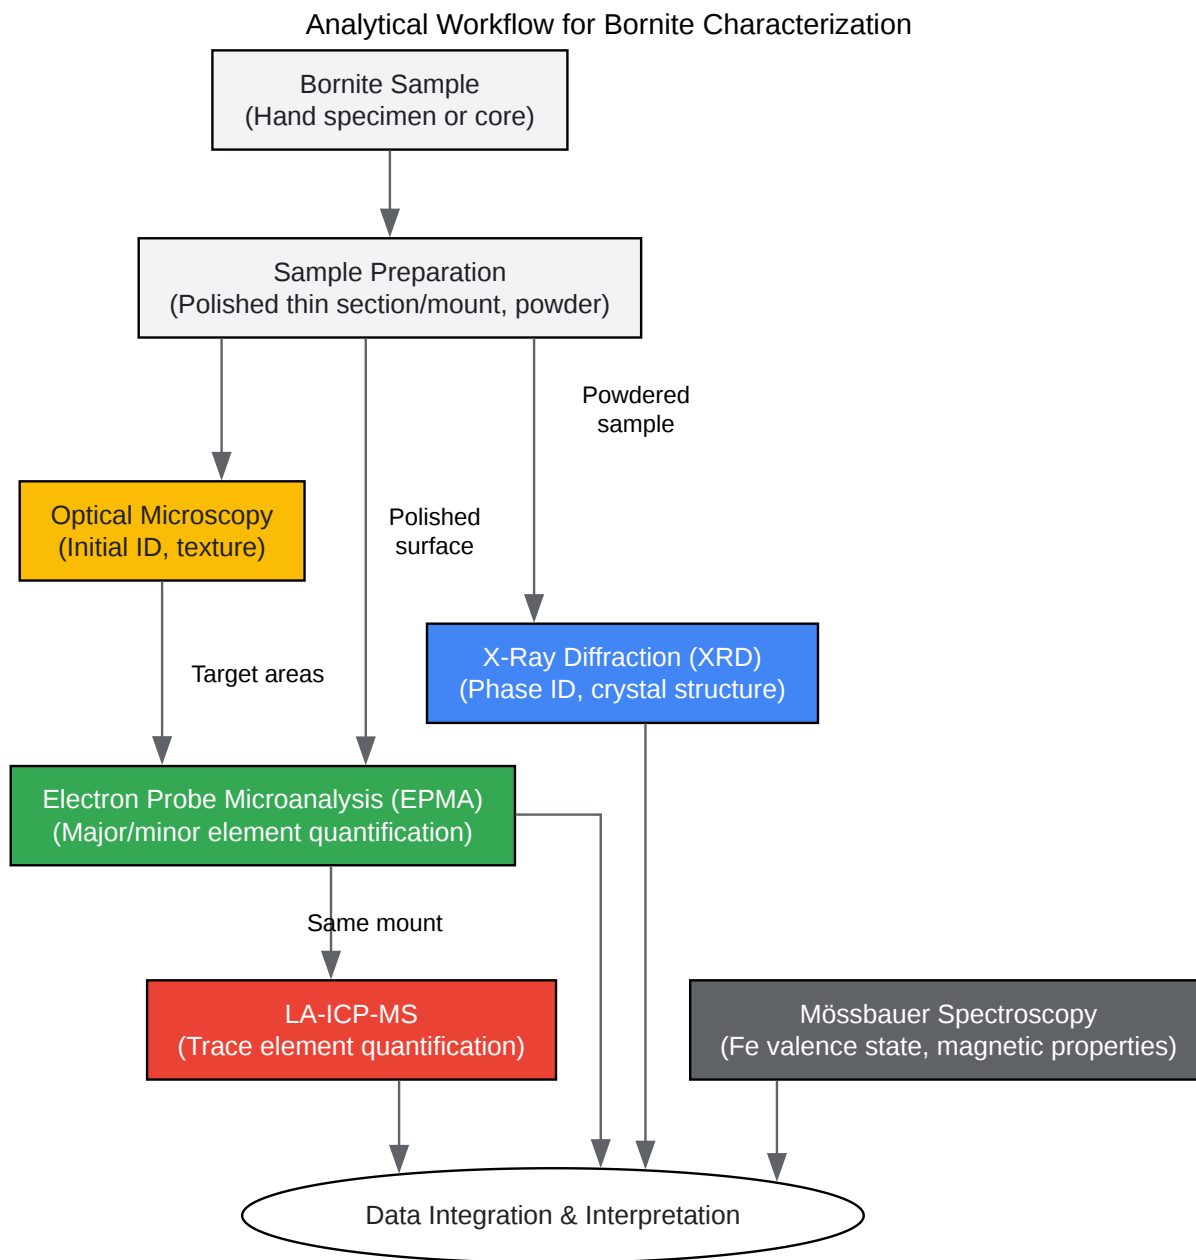 Analytical Workflow for Bornite Characterization
Bornite Sample
(Hand specimen or core)
Sample Preparation
(Polished thin section/mount, powder)
Powdered
sample
Optical Microscopy
(Initial ID, texture)
Polished
surface
X-Ray Diffraction (XRD)
(Phase ID, crystal structure)
Target areas
Electron Probe Microanalysis (EPMA)
(Major/minor element quantification)
Same mount
LA-ICP-MS
(Trace element quantification)
Mössbauer Spectroscopy
(Fe valence state, magnetic properties)
Data Integration & Interpretation